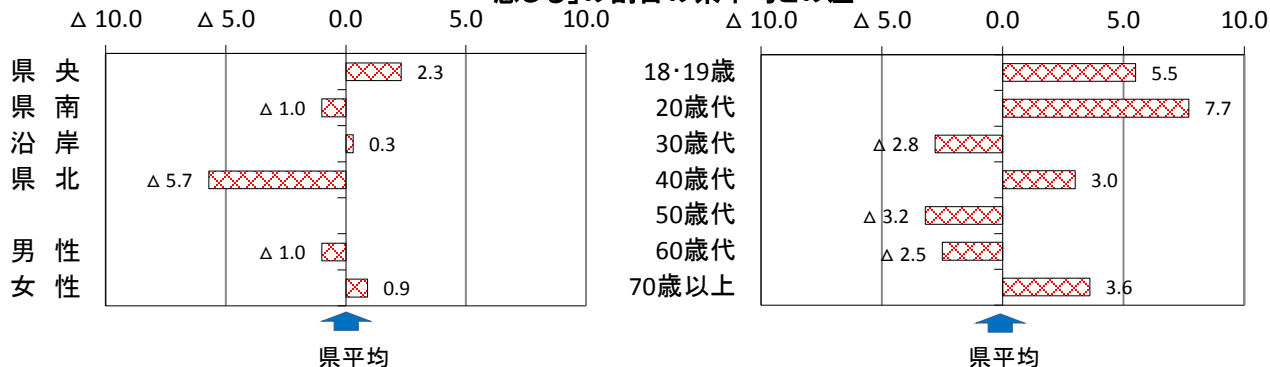 △ 10.0 △ 5.0 0.0 5.0 10.0
県 央 2.3
県 南 △ 1.0
沿 岸 0.3
県 北 △ 5.7
男 性 △ 1.0
女 性 0.9
県平均
△ 10.0 △ 5.0 0.0 5.0 10.0
18･19歳 5.5
20歳代 7.7
30歳代 △ 2.8
40歳代 3.0
50歳代 △ 3.2
60歳代 △ 2.5
70歳以上 3.6
県平均